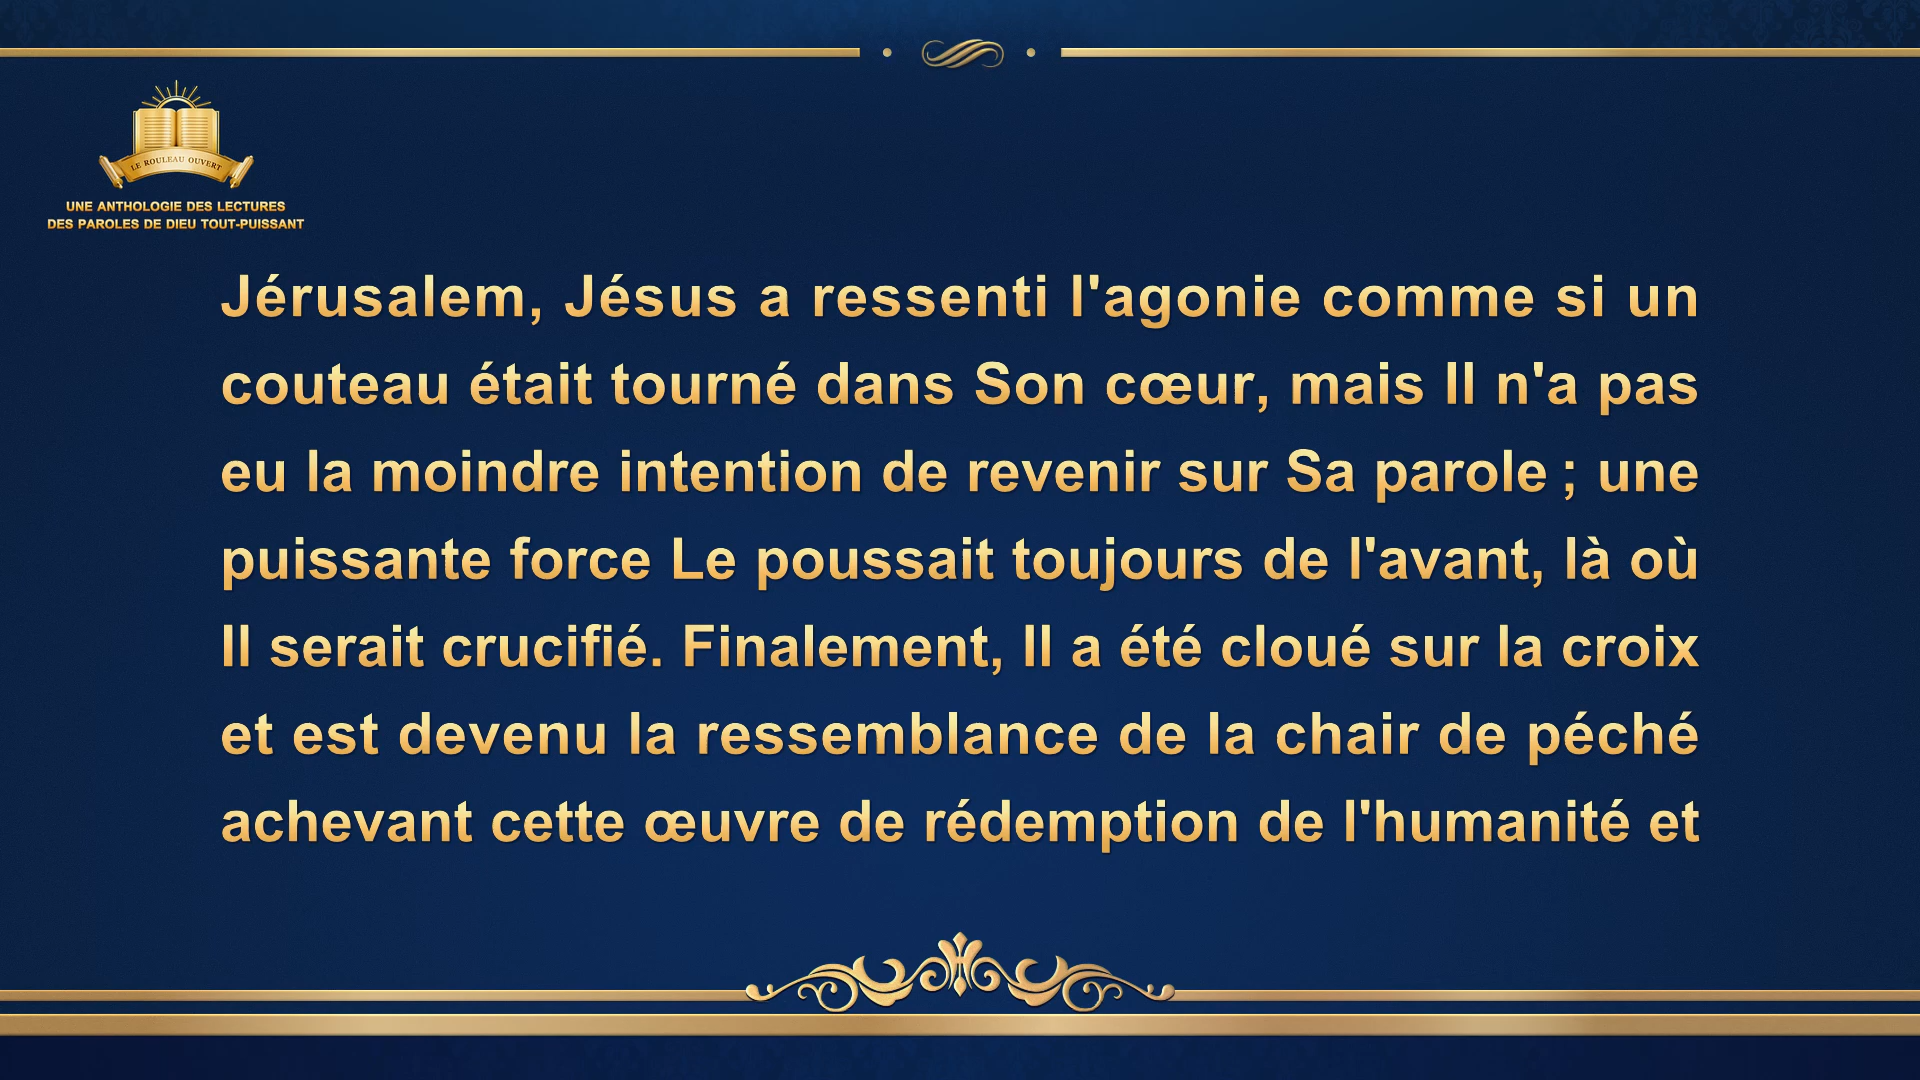 LE ROULEAU OUVERT
UNE ANTHOLOGIE DES LECTURES
DES PAROLES DE DIEU TOUT-PUISSANT
Jérusalem, Jésus a ressenti l'agonie comme si un
couteau était tourné dans Son cœur, mais Il n'a pas
eu la moindre intention de revenir sur Sa parole ; une
puissante force Le poussait toujours de l'avant, là où
Il serait crucifié. Finalement, Il a été cloué sur la croix
et est devenu la ressemblance de la chair de péché
achevant cette œuvre de rédemption de l'humanité et